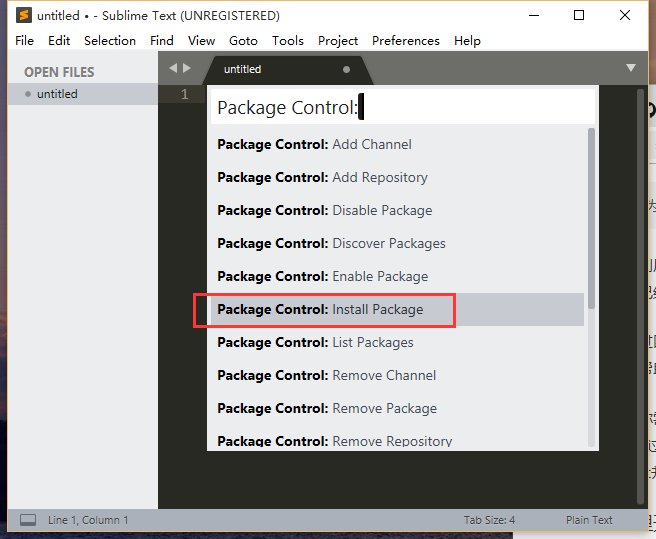 untitled • - Sublime Text (UNREGISTERED)
File Edit Selection Find View Goto Tools Project Preferences Help
OPEN FILES
untitled
untitled
1
Package Control:
Package Control: Add Channel
Package Control: Add Repository
Package Control: Disable Package
Package Control: Discover Packages
Package Control: Enable Package
Package Control: Install Package
Package Control: List Packages
Package Control: Remove Channel
Package Control: Remove Package
Package Control: Remove Repository
Line 1, Column 1
Tab Size: 4
Plain Text